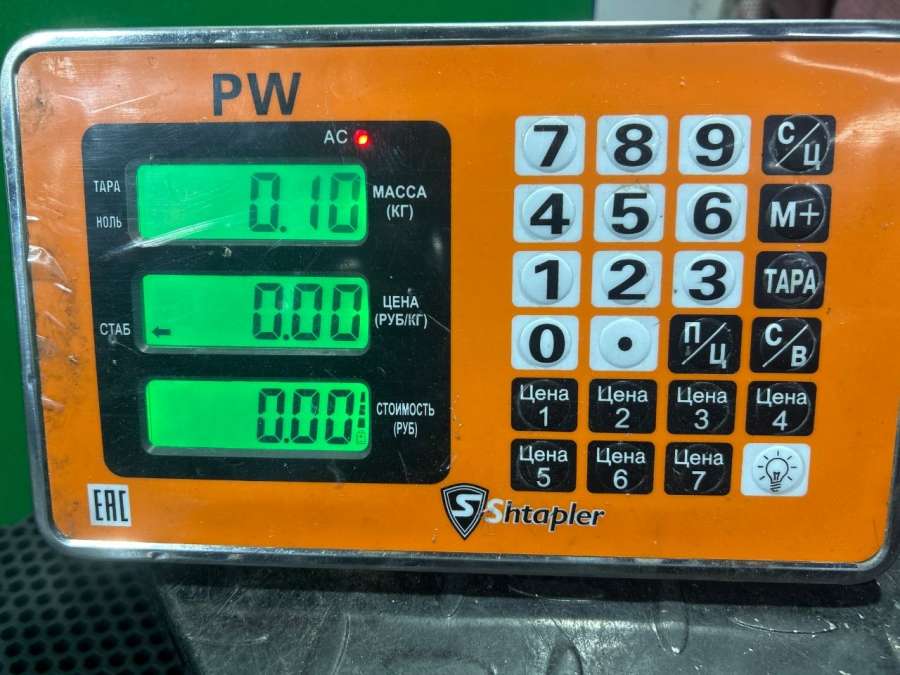 PW
AC
ТАРА
НОЛЬ
0.10
МАССА
(КГ)
СТАБ
0.00
ЦЕНА
(РУБ/КГ)
0.00
СТОИМОСТЬ
(РУБ)
EAC
7 8 9 С/Ц
4 5 6 М+
1 2 3 ТАРА
0 . П/Ц С/В
Цена 1 Цена 2 Цена 3 Цена 4
Цена 5 Цена 6 Цена 7
S Shtapler